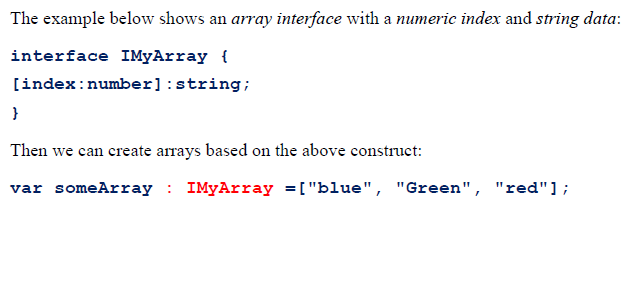 The example below shows an array interface with a numeric index and string data:
interface IMyArray {
[index:number]:string;
}
Then we can create arrays based on the above construct:
var someArray : IMyArray =["blue", "Green", "red"];